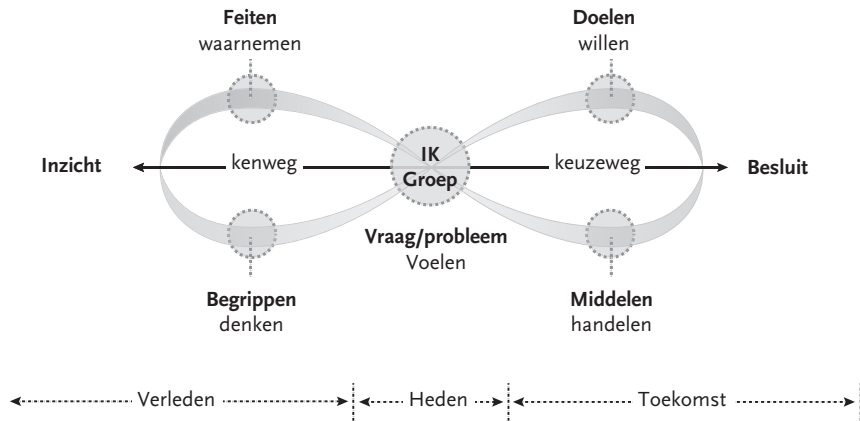 Feiten
waarnemen
Doelen
willen
Inzicht
kenweg
IK
Groep
keuzeweg
Besluit
Vraag/probleem
Voelen
Begrippen
denken
Middelen
handelen
Verleden
Heden
Toekomst